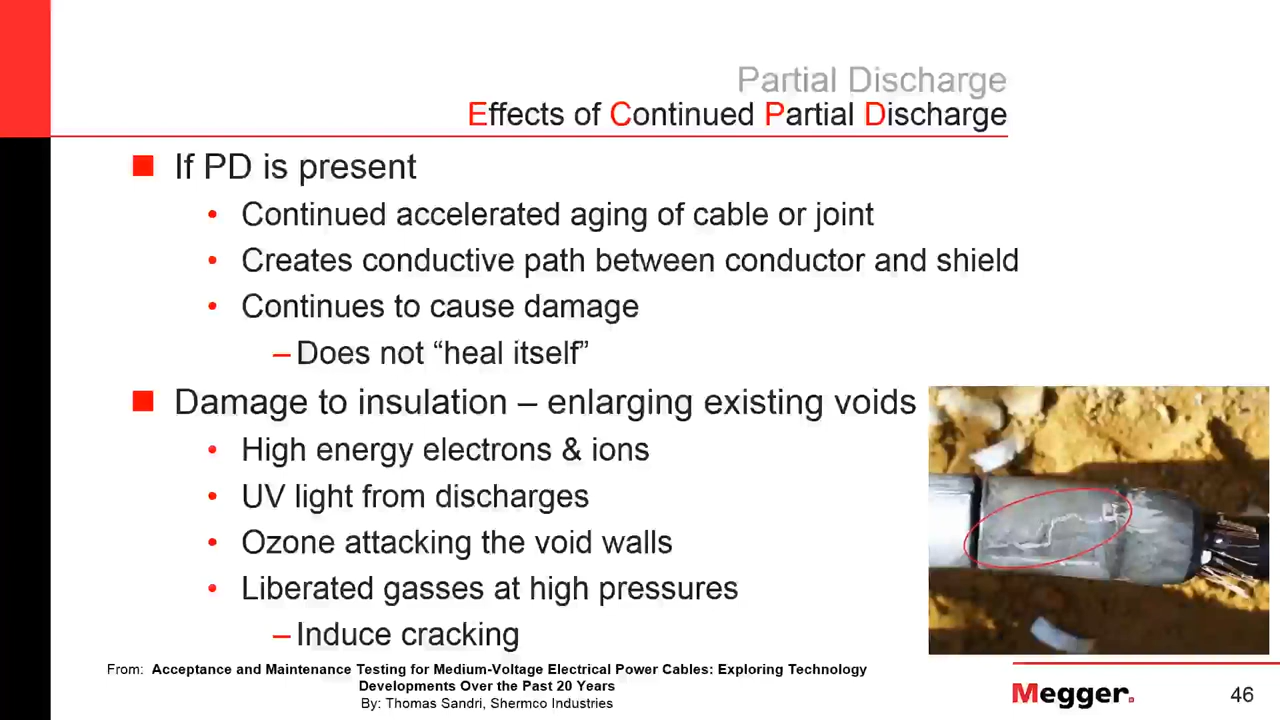 Partial Discharge
Effects of Continued Partial Discharge
If PD is present
• Continued accelerated aging of cable or joint
• Creates conductive path between conductor and shield
• Continues to cause damage
–Does not “heal itself”
Damage to insulation – enlarging existing voids
• High energy electrons & ions
• UV light from discharges
• Ozone attacking the void walls
• Liberated gasses at high pressures
–Induce cracking
From: Acceptance and Maintenance Testing for Medium-Voltage Electrical Power Cables: Exploring Technology
Developments Over the Past 20 Years
By: Thomas Sandri, Shermco Industries
Megger.
46